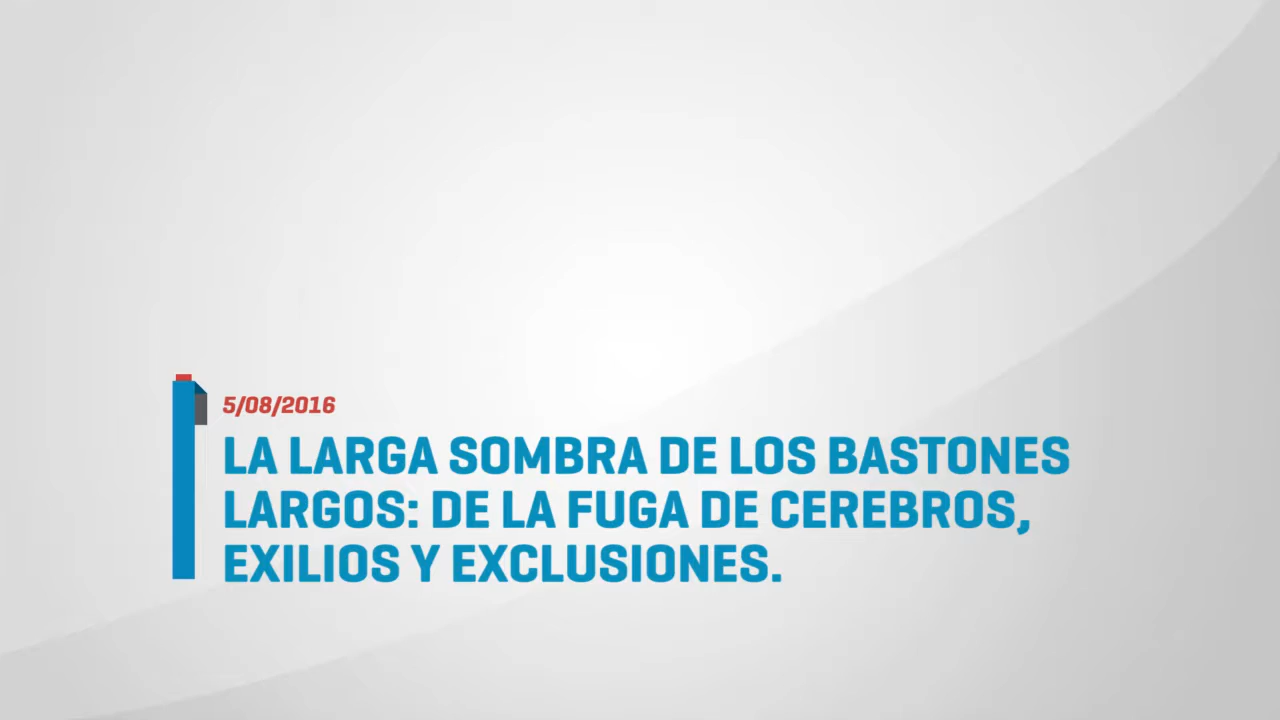 5/08/2016
LA LARGA SOMBRA DE LOS BASTONES
LARGOS: DE LA FUGA DE CEREBROS,
EXILIOS Y EXCLUSIONES.